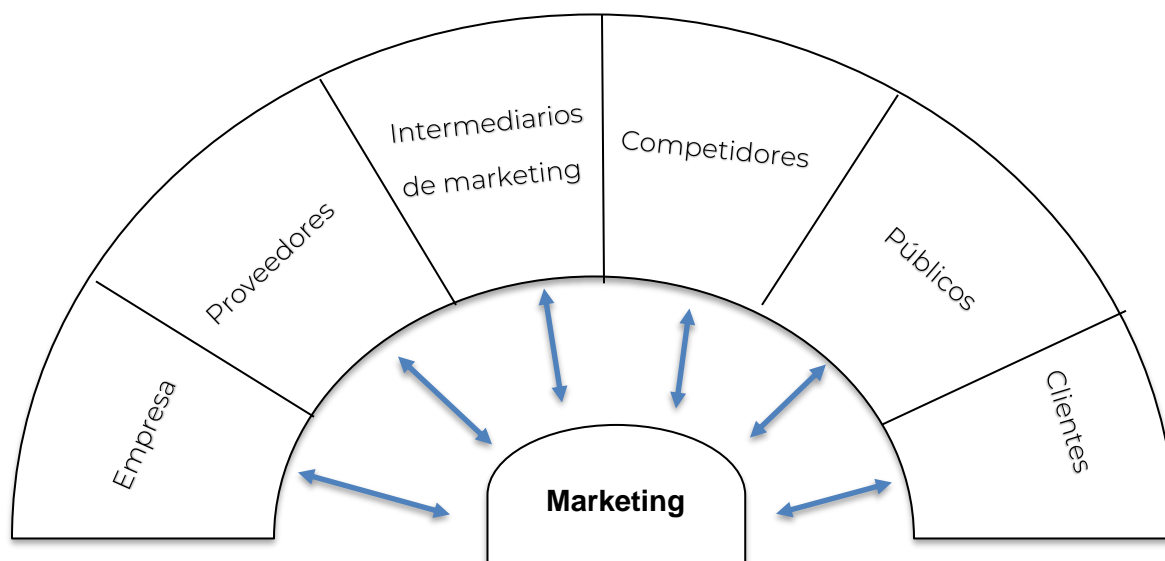 Empresa
Proveedores
Intermediarios
de marketing
Competidores
Públicos
Clientes
Marketing